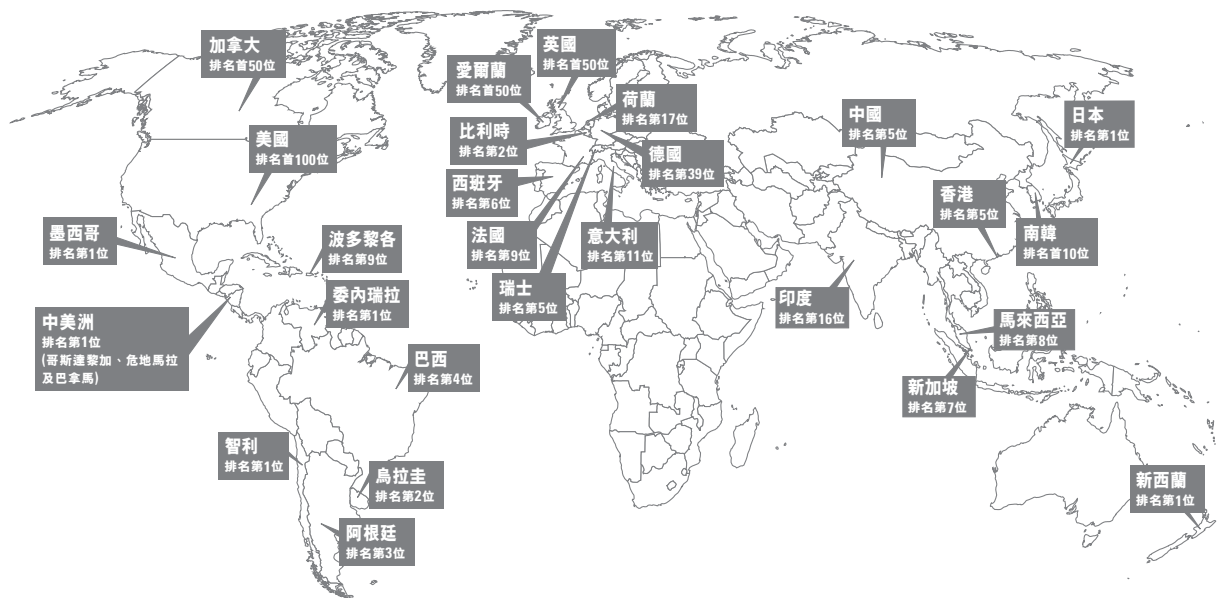 加拿大
排名首50位
美國
排名首100位
墨西哥
排名第1位
波多黎各
排名第9位
委內瑞拉
排名第1位
中美洲
排名第1位
(哥斯達黎加、危地馬拉
及巴拿馬)
巴西
排名第4位
智利
排名第1位
烏拉圭
排名第2位
阿根廷
排名第3位
英國
排名首50位
愛爾蘭
排名首50位
荷蘭
排名第17位
比利時
排名第2位
德國
排名第39位
西班牙
排名第6位
法國
排名第9位
意大利
排名第11位
瑞士
排名第5位
中國
排名第5位
日本
排名第1位
香港
排名第5位
南韓
排名首10位
印度
排名第16位
馬來西亞
排名第8位
新加坡
排名第7位
新西蘭
排名第1位